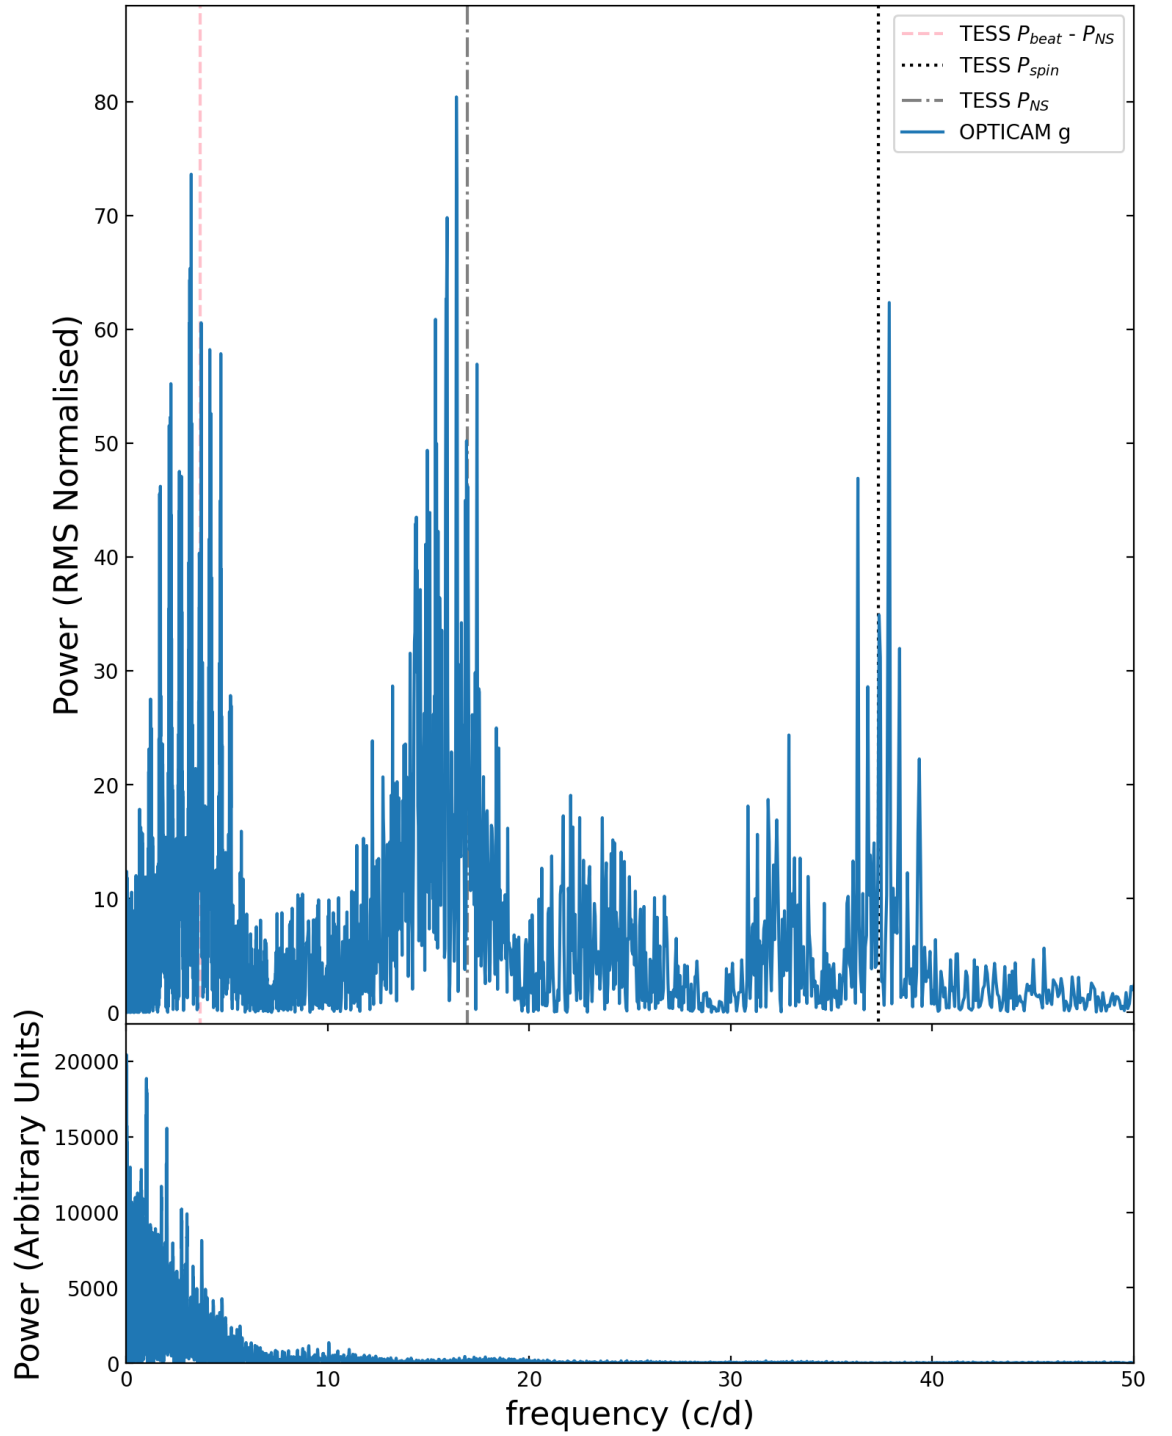 TESS P_beat - P_NS
TESS P_spin
TESS P_NS
OPTICAM g
Power (RMS Normalised)
80
70
60
50
40
30
20
10
0
Power (Arbitrary Units)
20000
15000
10000
5000
0
0 10 20 30 40 50
frequency (c/d)